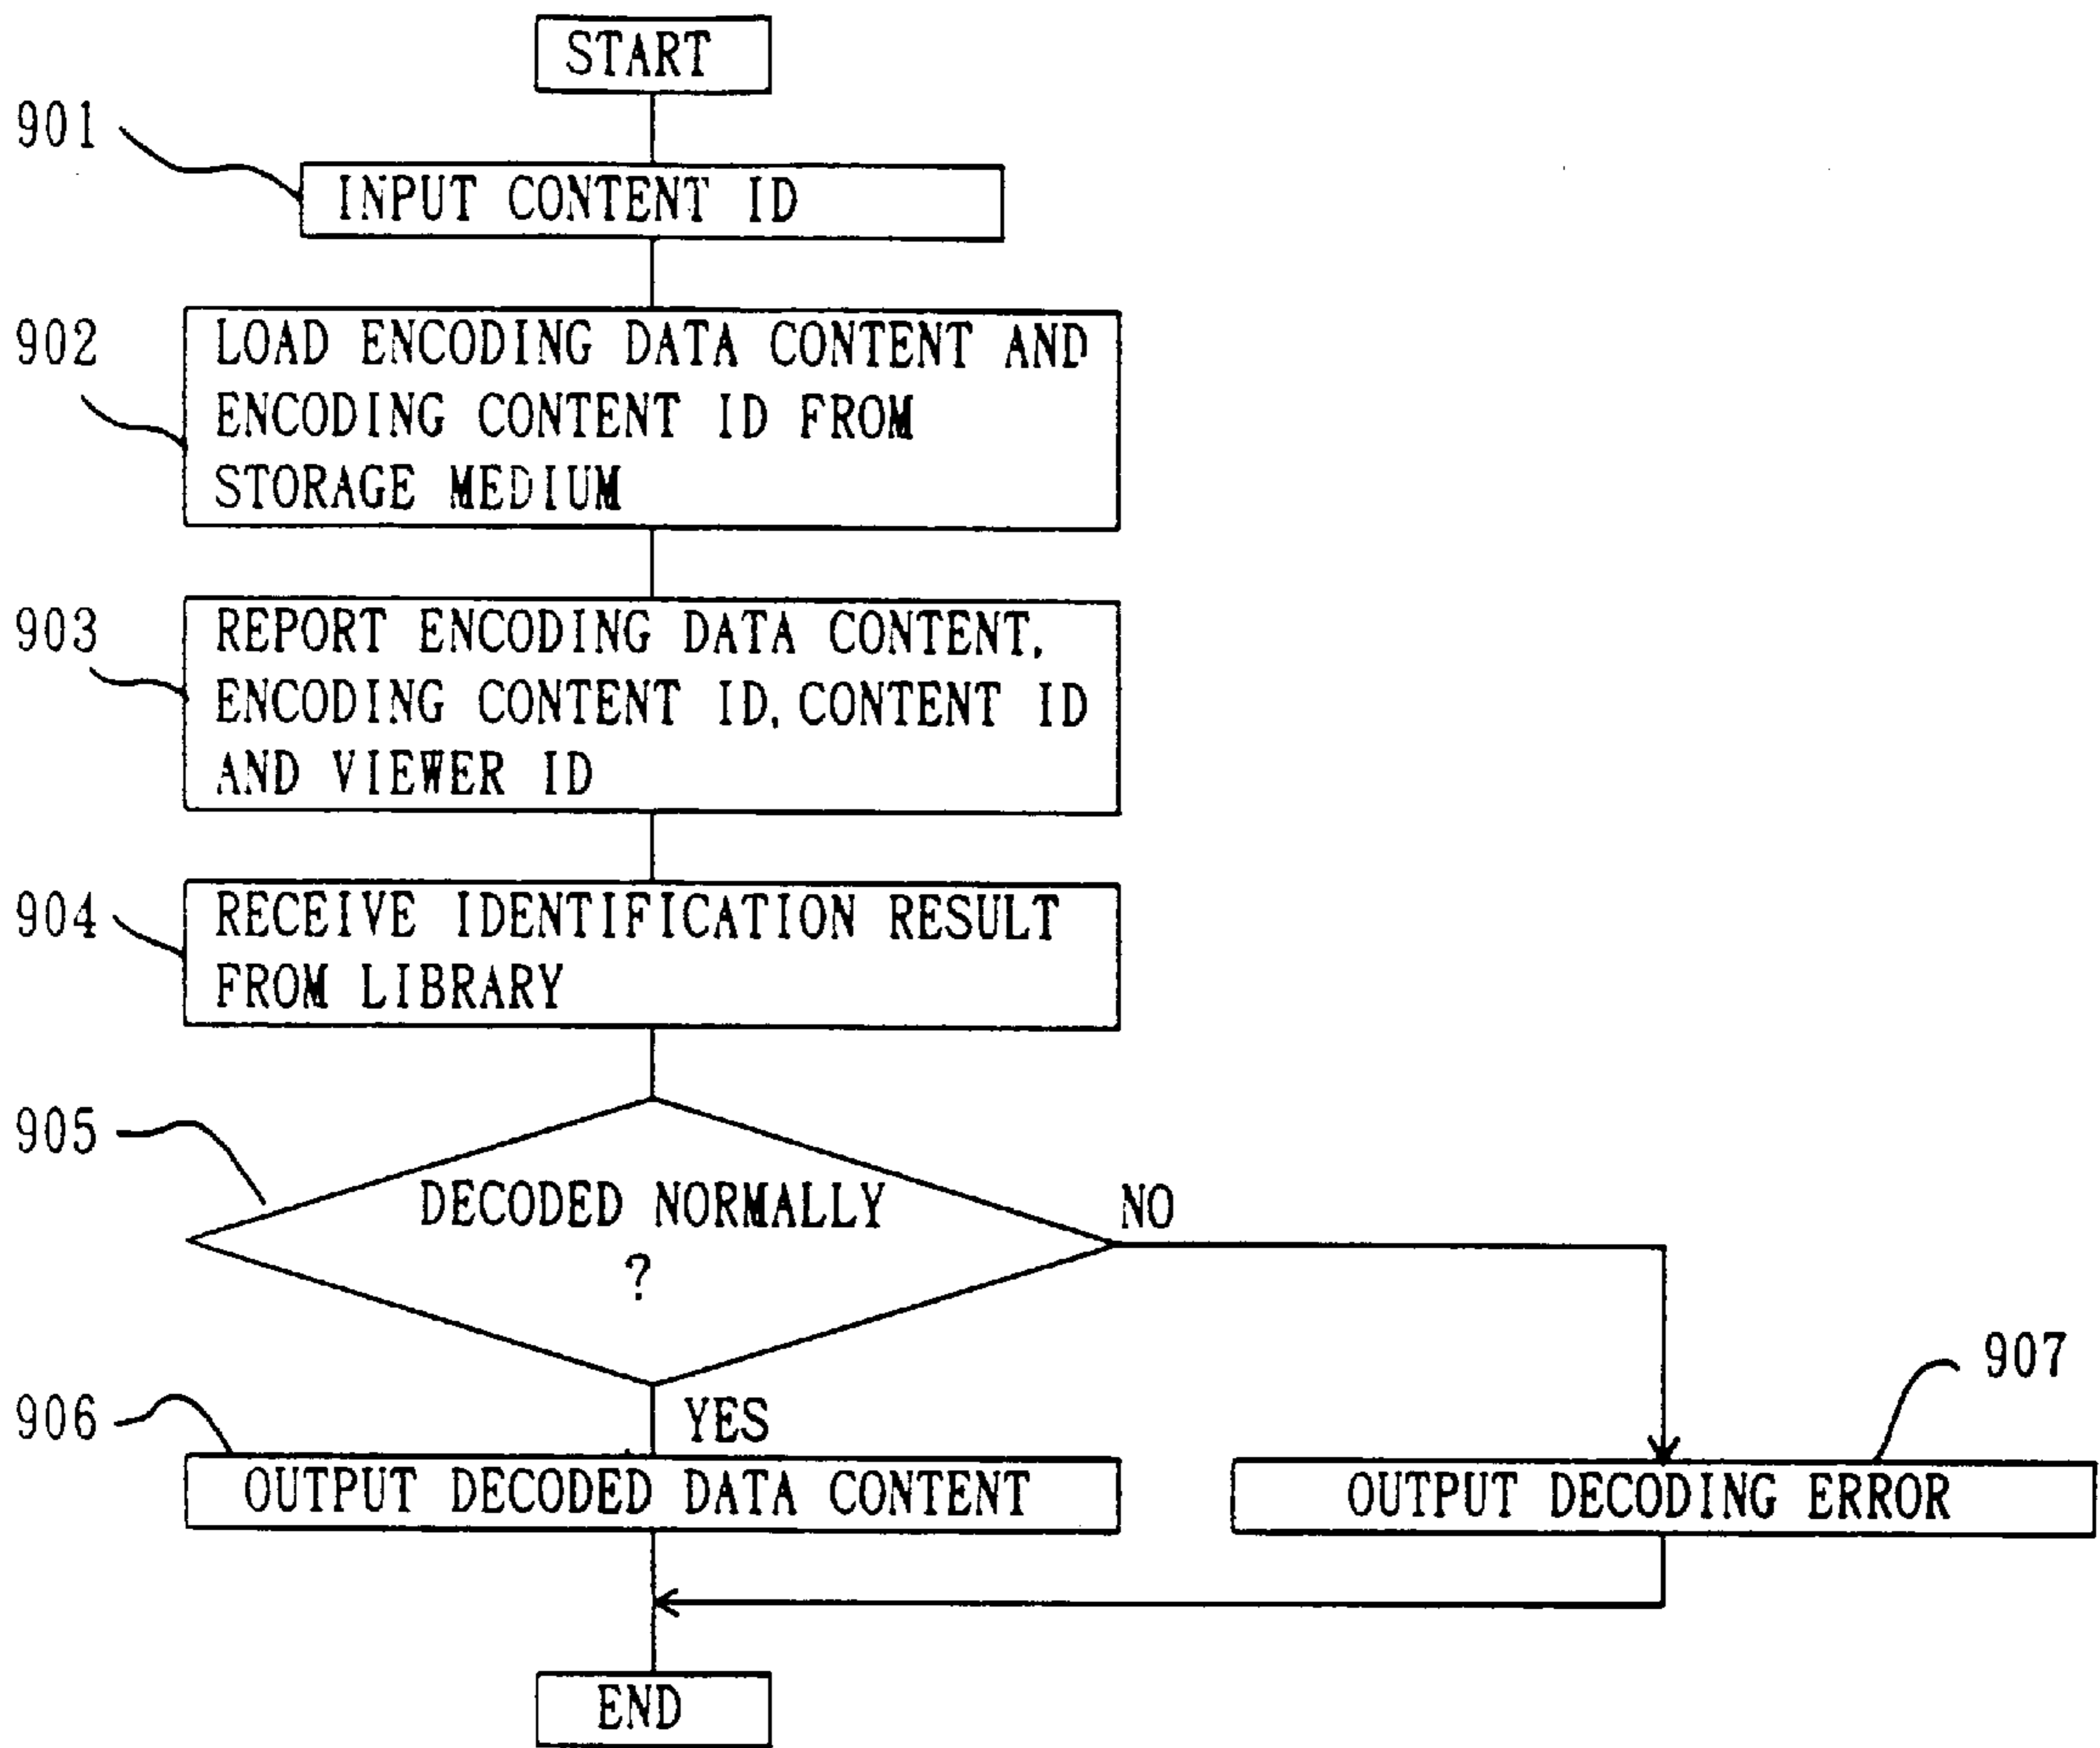 START
901
INPUT CONTENT ID
902
LOAD ENCODING DATA CONTENT AND
ENCODING CONTENT ID FROM
STORAGE MEDIUM
903
REPORT ENCODING DATA CONTENT,
ENCODING CONTENT ID, CONTENT ID
AND VIEWER ID
904
RECEIVE IDENTIFICATION RESULT
FROM LIBRARY
905
DECODED NORMALLY
?
NO
YES
906
OUTPUT DECODED DATA CONTENT
907
OUTPUT DECODING ERROR
END